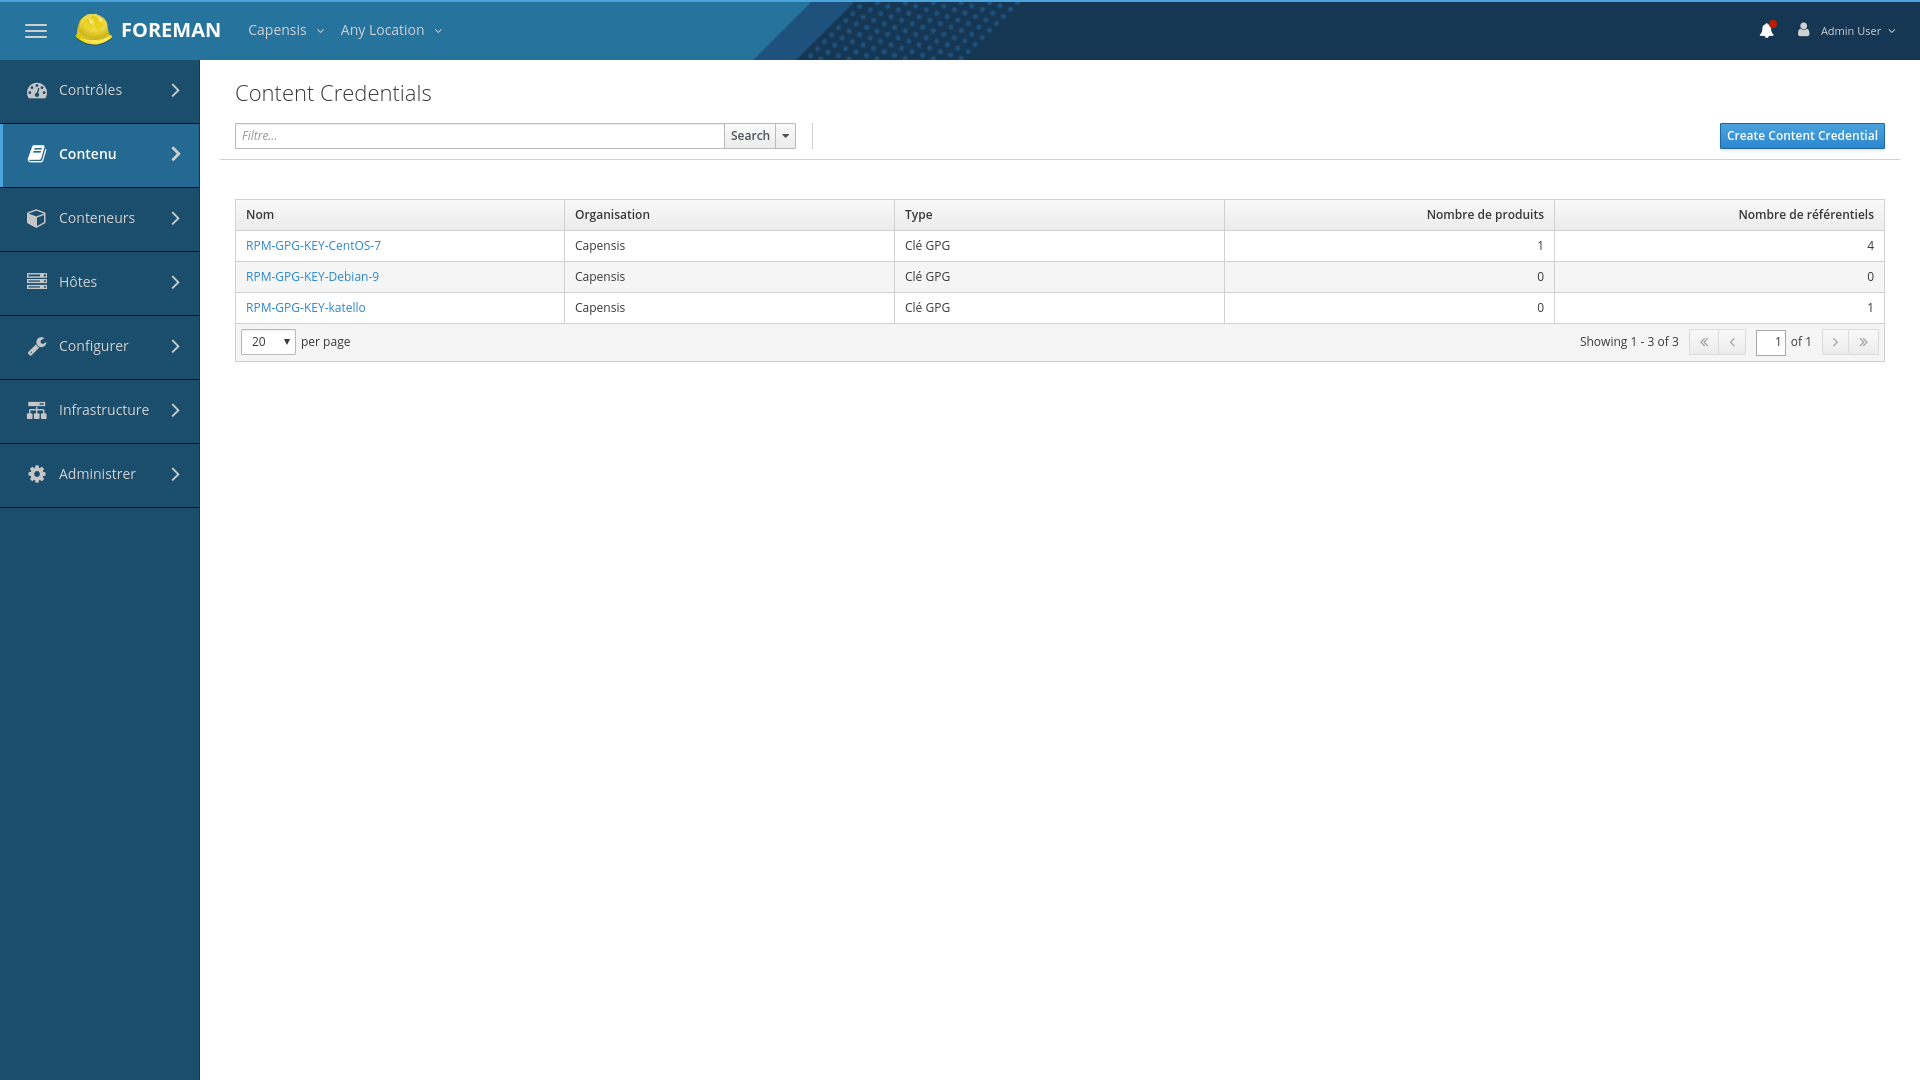 FOREMAN Capensis Any Location Admin User
Contrôles
Contenu
Conteneurs
Hôtes
Configurer
Infrastructure
Administrer
Content Credentials
Filtre... Search Create Content Credential
Nom Organisation Type Nombre de produits Nombre de référentiels
RPM-GPG-KEY-CentOS-7 Capensis Clé GPG 1 4
RPM-GPG-KEY-Debian-9 Capensis Clé GPG 0 0
RPM-GPG-KEY-katello Capensis Clé GPG 0 1
20 per page Showing 1 - 3 of 3 1 of 1